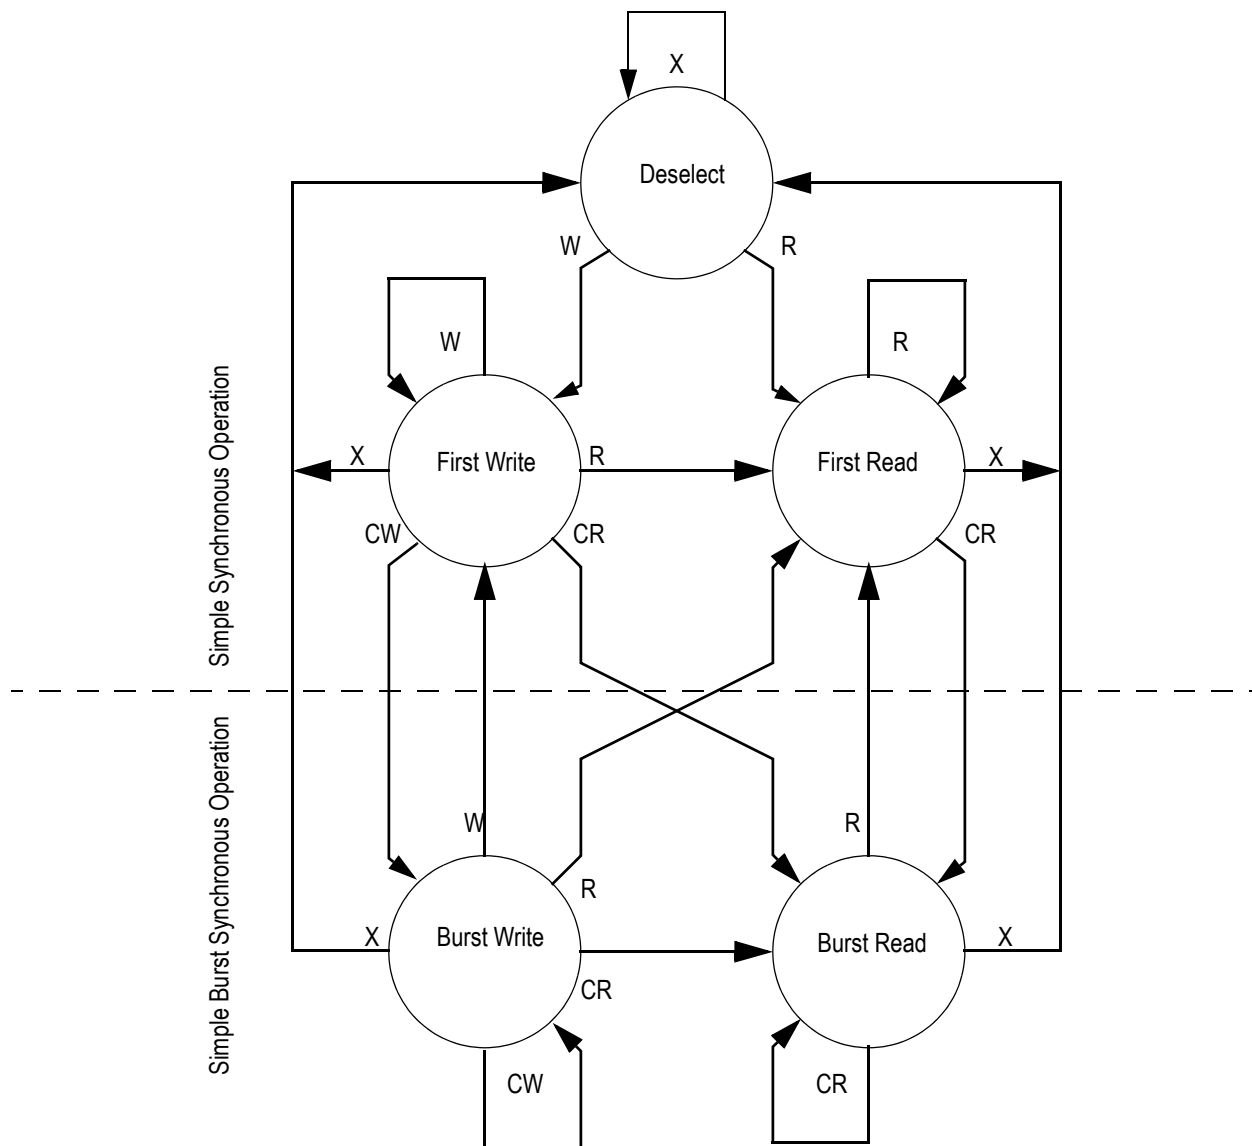 X
Deselect
W
R
W
R
Simple Synchronous Operation
X
First Write
R
First Read
X
CW
CR
CR
Simple Burst Synchronous Operation
W
R
R
X
Burst Write
Burst Read
X
CR
CW
CR